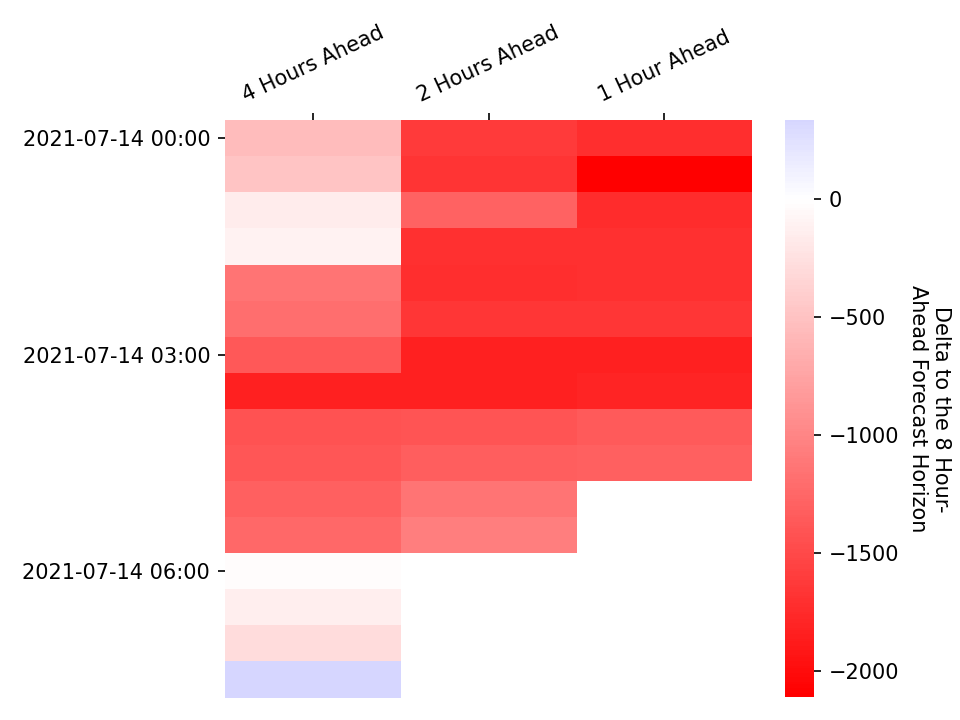 4 Hours Ahead
2 Hours Ahead
1 Hour Ahead
2021-07-14 00:00
2021-07-14 03:00
2021-07-14 06:00
0
−500
−1000
−1500
−2000
Delta to the 8 Hour-
Ahead Forecast Horizon